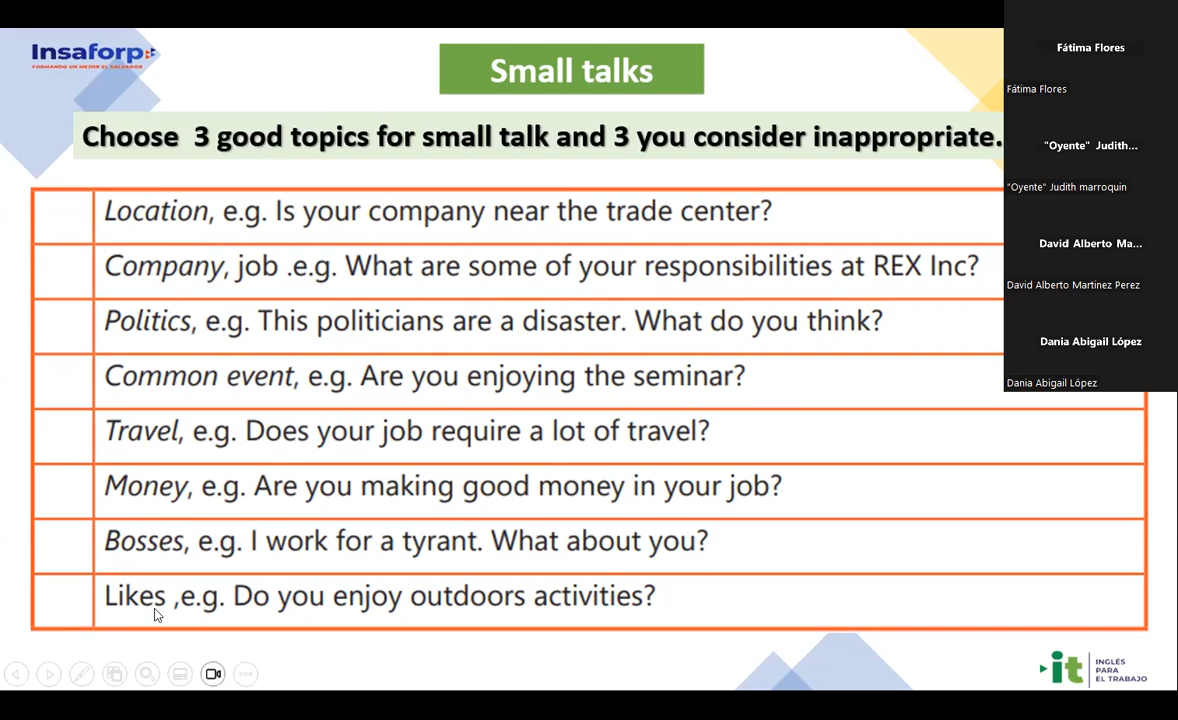 Insaforp
FORMANDO UN MEJOR EL SALVADOR
Small talks
Choose 3 good topics for small talk and 3 you consider inappropriate.
Location, e.g. Is your company near the trade center?
Company, job .e.g. What are some of your responsibilities at REX Inc?
Politics, e.g. This politicians are a disaster. What do you think?
Common event, e.g. Are you enjoying the seminar?
Travel, e.g. Does your job require a lot of travel?
Money, e.g. Are you making good money in your job?
Bosses, e.g. I work for a tyrant. What about you?
Likes ,e.g. Do you enjoy outdoors activities?
Fátima Flores
Fátima Flores
"Oyente" Judith...
"Oyente" Judith marroquin
David Alberto Ma...
David Alberto Martinez Perez
Dania Abigail López
Dania Abigail López
it
INGLÉS
PARA
EL TRABAJO